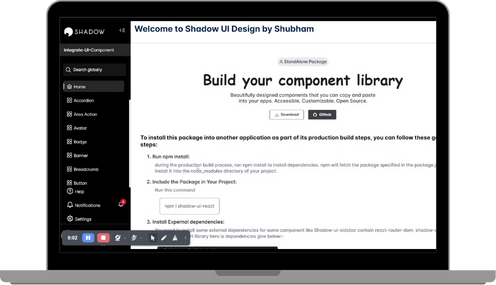 SHADOW
Integrate-UI-Component
Search globally
Home
Accordion
Area Action
Avatar
Badge
Banner
Breadcrumb
Button
Help
Notifications
Settings
0:02
Welcome to Shadow UI Design by Shubham
StandAlone Package
Build your component library
Beautifully designed components that you can copy and paste
into your apps. Accessible. Customizable. Open Source.
Download
Github
To install this package into another application as part of its production build steps, you can follow these
steps:
1. Run npm install:
during the production build process, run npm install to install dependencies, npm will fetch the package specified in the
install it into the node_modules directory of your project.
2. Include the Package in Your Project:
Run this command
npm i shadow-ui-react
3. Install External dependencies:
install some external dependencies for some component like Shadow-ui-sidebar contain react-router-dom,
library here is dependencies give below:-